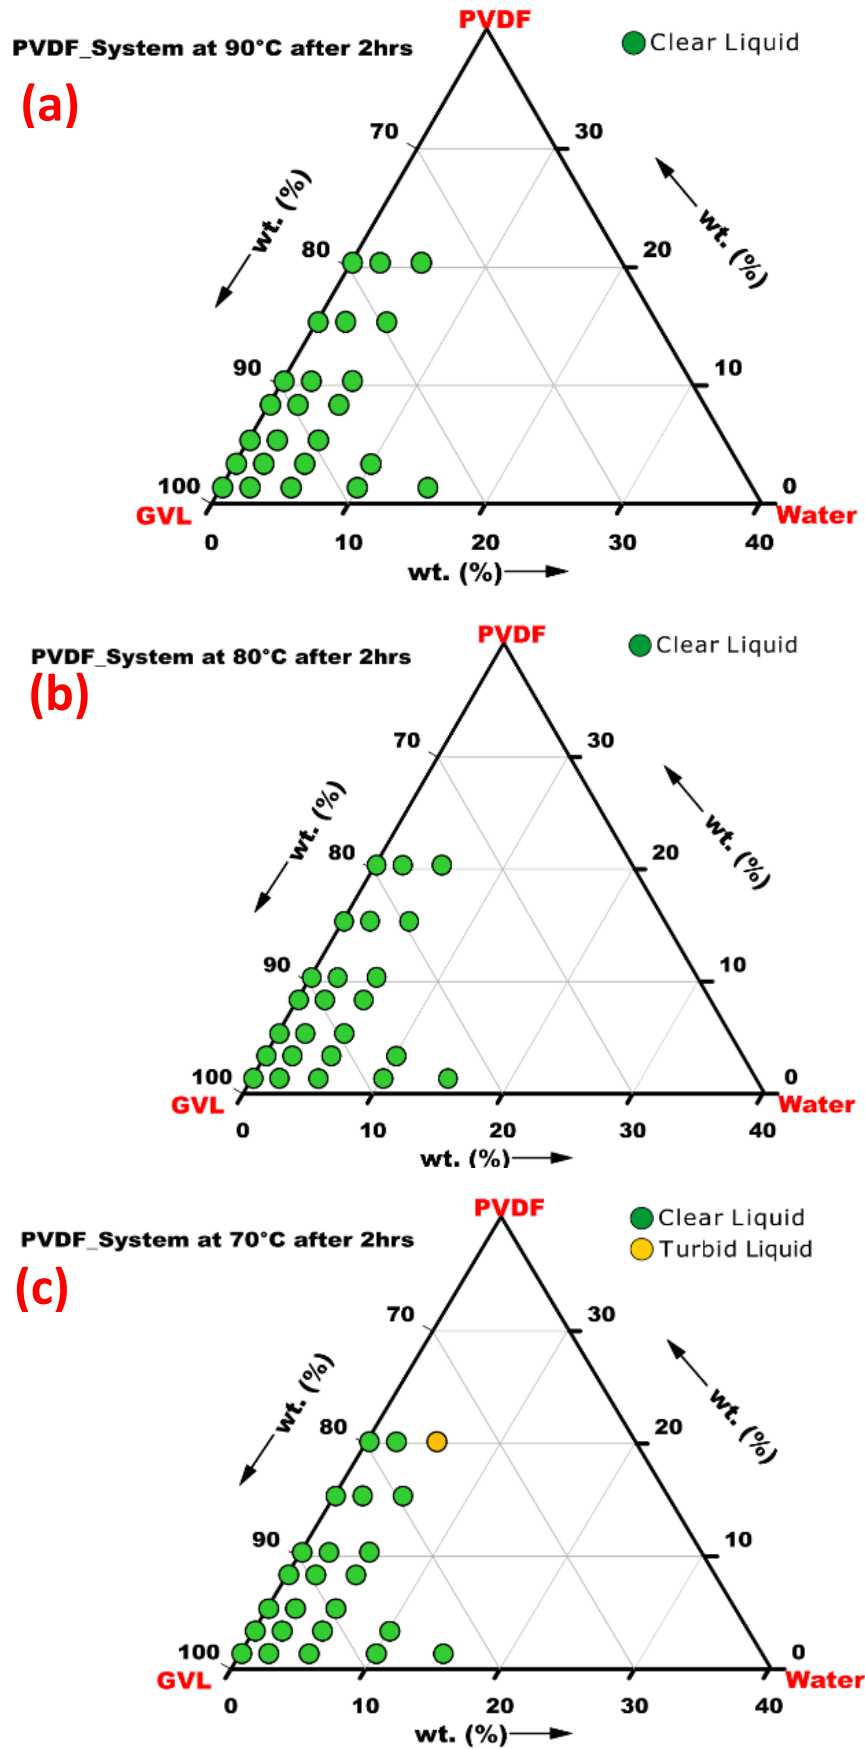 PVDF
PVDF_System at 90°C after 2hrs
Clear Liquid
(a)
70
30
wt. (%)
wt. (%)
80
20
90
10
100
0
GVL
Water
0
10
20
30
40
wt. (%)
PVDF
PVDF_System at 80°C after 2hrs
Clear Liquid
(b)
70
30
wt. (%)
wt. (%)
80
20
90
10
100
0
GVL
Water
0
10
20
30
40
wt. (%)
PVDF
Clear Liquid
PVDF_System at 70°C after 2hrs
Turbid Liquid
(c)
70
30
wt. (%)
wt. (%)
80
20
90
10
100
0
GVL
Water
0
10
20
30
40
wt. (%)